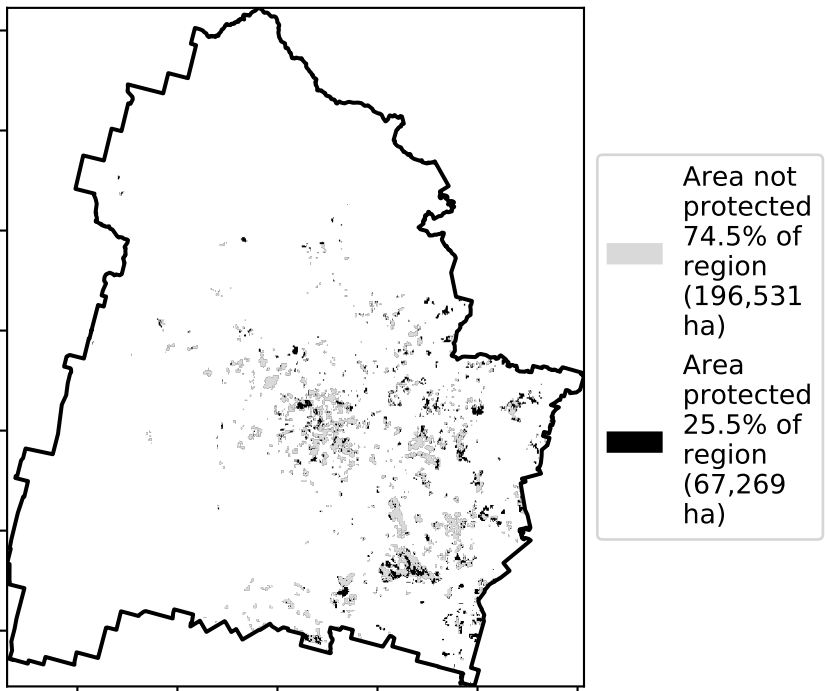 Area not
protected
74.5% of
region
(196,531
ha)
Area
protected
25.5% of
region
(67,269
ha)